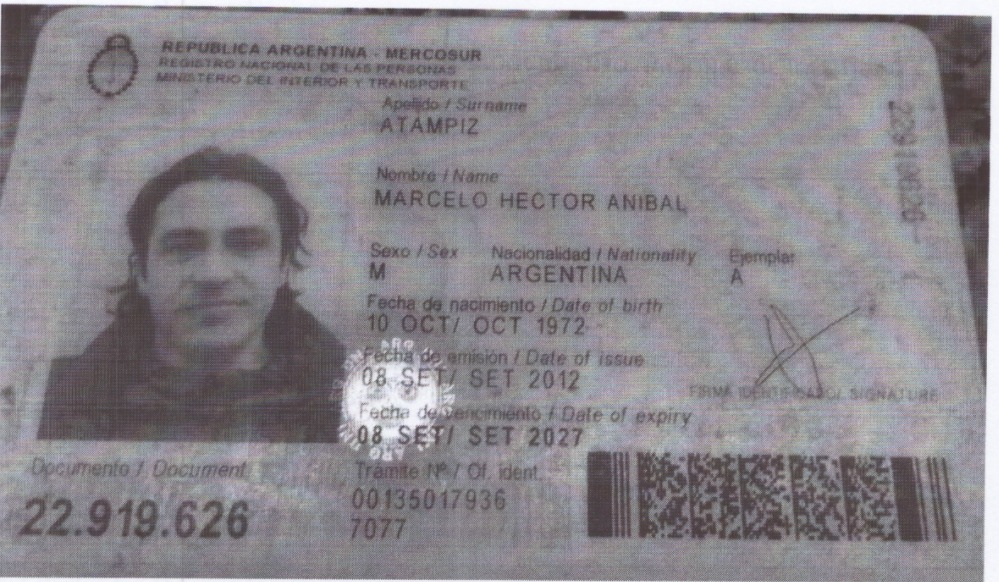 REPUBLICA ARGENTINA - MERCOSUR
REGISTRO NACIONAL DE LAS PERSONAS
MINISTERIO DEL INTERIOR Y TRANSPORTE
Apellido / Surname
ATAMPIZ
Nombre / Name
MARCELO HECTOR ANIBAL
Sexo / Sex Nacionalidad / Nationality Ejemplar
M ARGENTINA A
Fecha de nacimiento / Date of birth
10 OCT/ OCT 1972
Fecha de emisión / Date of issue
08 SET/ SET 2012
FIRMA IDENTIFICADO/ SIGNATURE
Fecha de vencimiento / Date of expiry
08 SET/ SET 2027
Documento / Document
22.919.626
Trámite Nº / Of. ident.
00135017936
7077
22919626